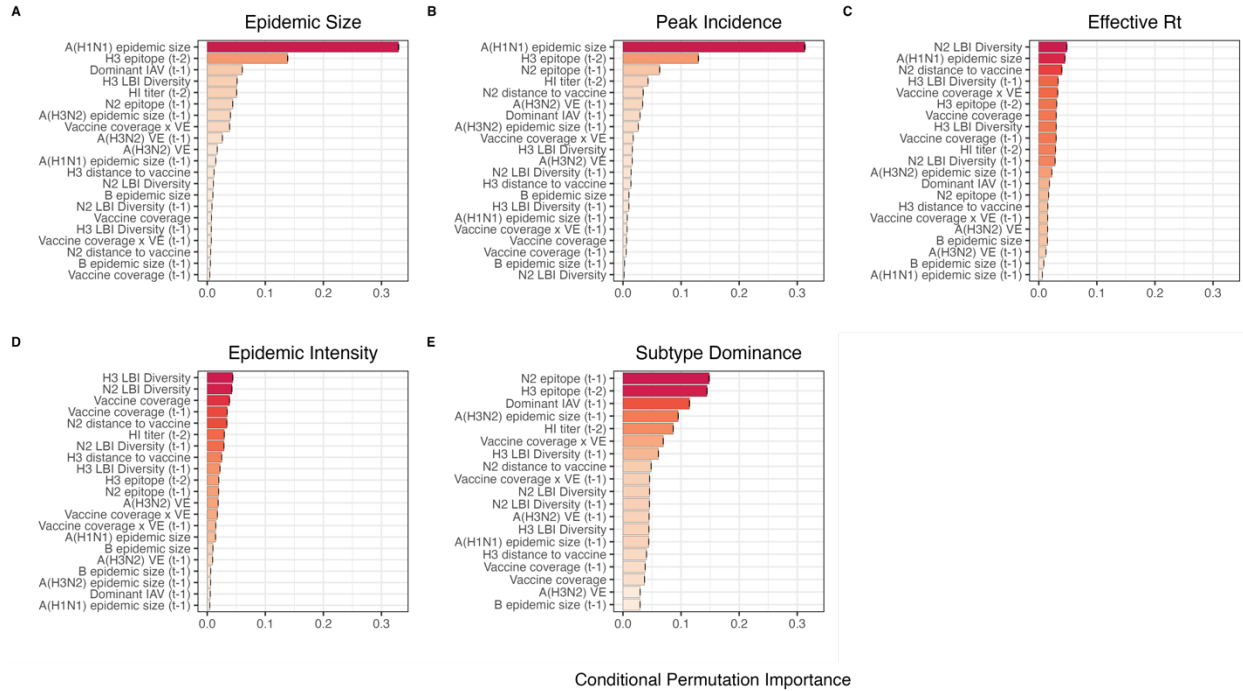 A
Epidemic Size
A(H1N1) epidemic size
H3 epitope (t-2)
Dominant IAV (t-1)
H3 LBI Diversity
HI titer (t-2)
N2 epitope (t-1)
A(H3N2) epidemic size (t-1)
Vaccine coverage x VE
A(H3N2) VE (t-1)
A(H3N2) VE
A(H1N1) epidemic size (t-1)
H3 distance to vaccine
N2 LBI Diversity
B epidemic size
N2 LBI Diversity (t-1)
Vaccine coverage
H3 LBI Diversity (t-1)
Vaccine coverage x VE (t-1)
N2 distance to vaccine
B epidemic size (t-1)
Vaccine coverage (t-1)
0.0 0.1 0.2 0.3
B
Peak Incidence
A(H1N1) epidemic size
H3 epitope (t-2)
N2 epitope (t-1)
HI titer (t-2)
N2 distance to vaccine
A(H3N2) VE (t-1)
Dominant IAV (t-1)
A(H3N2) epidemic size (t-1)
Vaccine coverage x VE
H3 LBI Diversity
A(H3N2) VE
N2 LBI Diversity (t-1)
H3 distance to vaccine
B epidemic size
H3 LBI Diversity (t-1)
A(H1N1) epidemic size (t-1)
Vaccine coverage x VE (t-1)
Vaccine coverage
Vaccine coverage (t-1)
B epidemic size (t-1)
N2 LBI Diversity
0.0 0.1 0.2 0.3
C
Effective Rt
N2 LBI Diversity
A(H1N1) epidemic size
N2 distance to vaccine
H3 LBI Diversity (t-1)
Vaccine coverage x VE
H3 epitope (t-2)
Vaccine coverage
H3 LBI Diversity
Vaccine coverage (t-1)
HI titer (t-2)
N2 LBI Diversity (t-1)
A(H3N2) epidemic size (t-1)
Dominant IAV (t-1)
N2 epitope (t-1)
H3 distance to vaccine
Vaccine coverage x VE (t-1)
A(H3N2) VE
B epidemic size
A(H3N2) VE (t-1)
B epidemic size (t-1)
A(H1N1) epidemic size (t-1)
0.0 0.1 0.2 0.3
D
Epidemic Intensity
H3 LBI Diversity
N2 LBI Diversity
Vaccine coverage
Vaccine coverage (t-1)
N2 distance to vaccine
HI titer (t-2)
N2 LBI Diversity (t-1)
H3 distance to vaccine
H3 LBI Diversity (t-1)
H3 epitope (t-2)
N2 epitope (t-1)
A(H3N2) VE
Vaccine coverage x VE
Vaccine coverage x VE (t-1)
A(H1N1) epidemic size
B epidemic size
A(H3N2) VE (t-1)
B epidemic size (t-1)
A(H3N2) epidemic size (t-1)
Dominant IAV (t-1)
A(H1N1) epidemic size (t-1)
0.0 0.1 0.2 0.3
E
Subtype Dominance
N2 epitope (t-1)
H3 epitope (t-2)
Dominant IAV (t-1)
A(H3N2) epidemic size (t-1)
HI titer (t-2)
Vaccine coverage x VE
H3 LBI Diversity (t-1)
N2 distance to vaccine
Vaccine coverage x VE (t-1)
N2 LBI Diversity
N2 LBI Diversity (t-1)
A(H3N2) VE (t-1)
H3 LBI Diversity
A(H1N1) epidemic size (t-1)
H3 distance to vaccine
Vaccine coverage (t-1)
Vaccine coverage
A(H3N2) VE
B epidemic size (t-1)
0.0 0.1 0.2 0.3
Conditional Permutation Importance